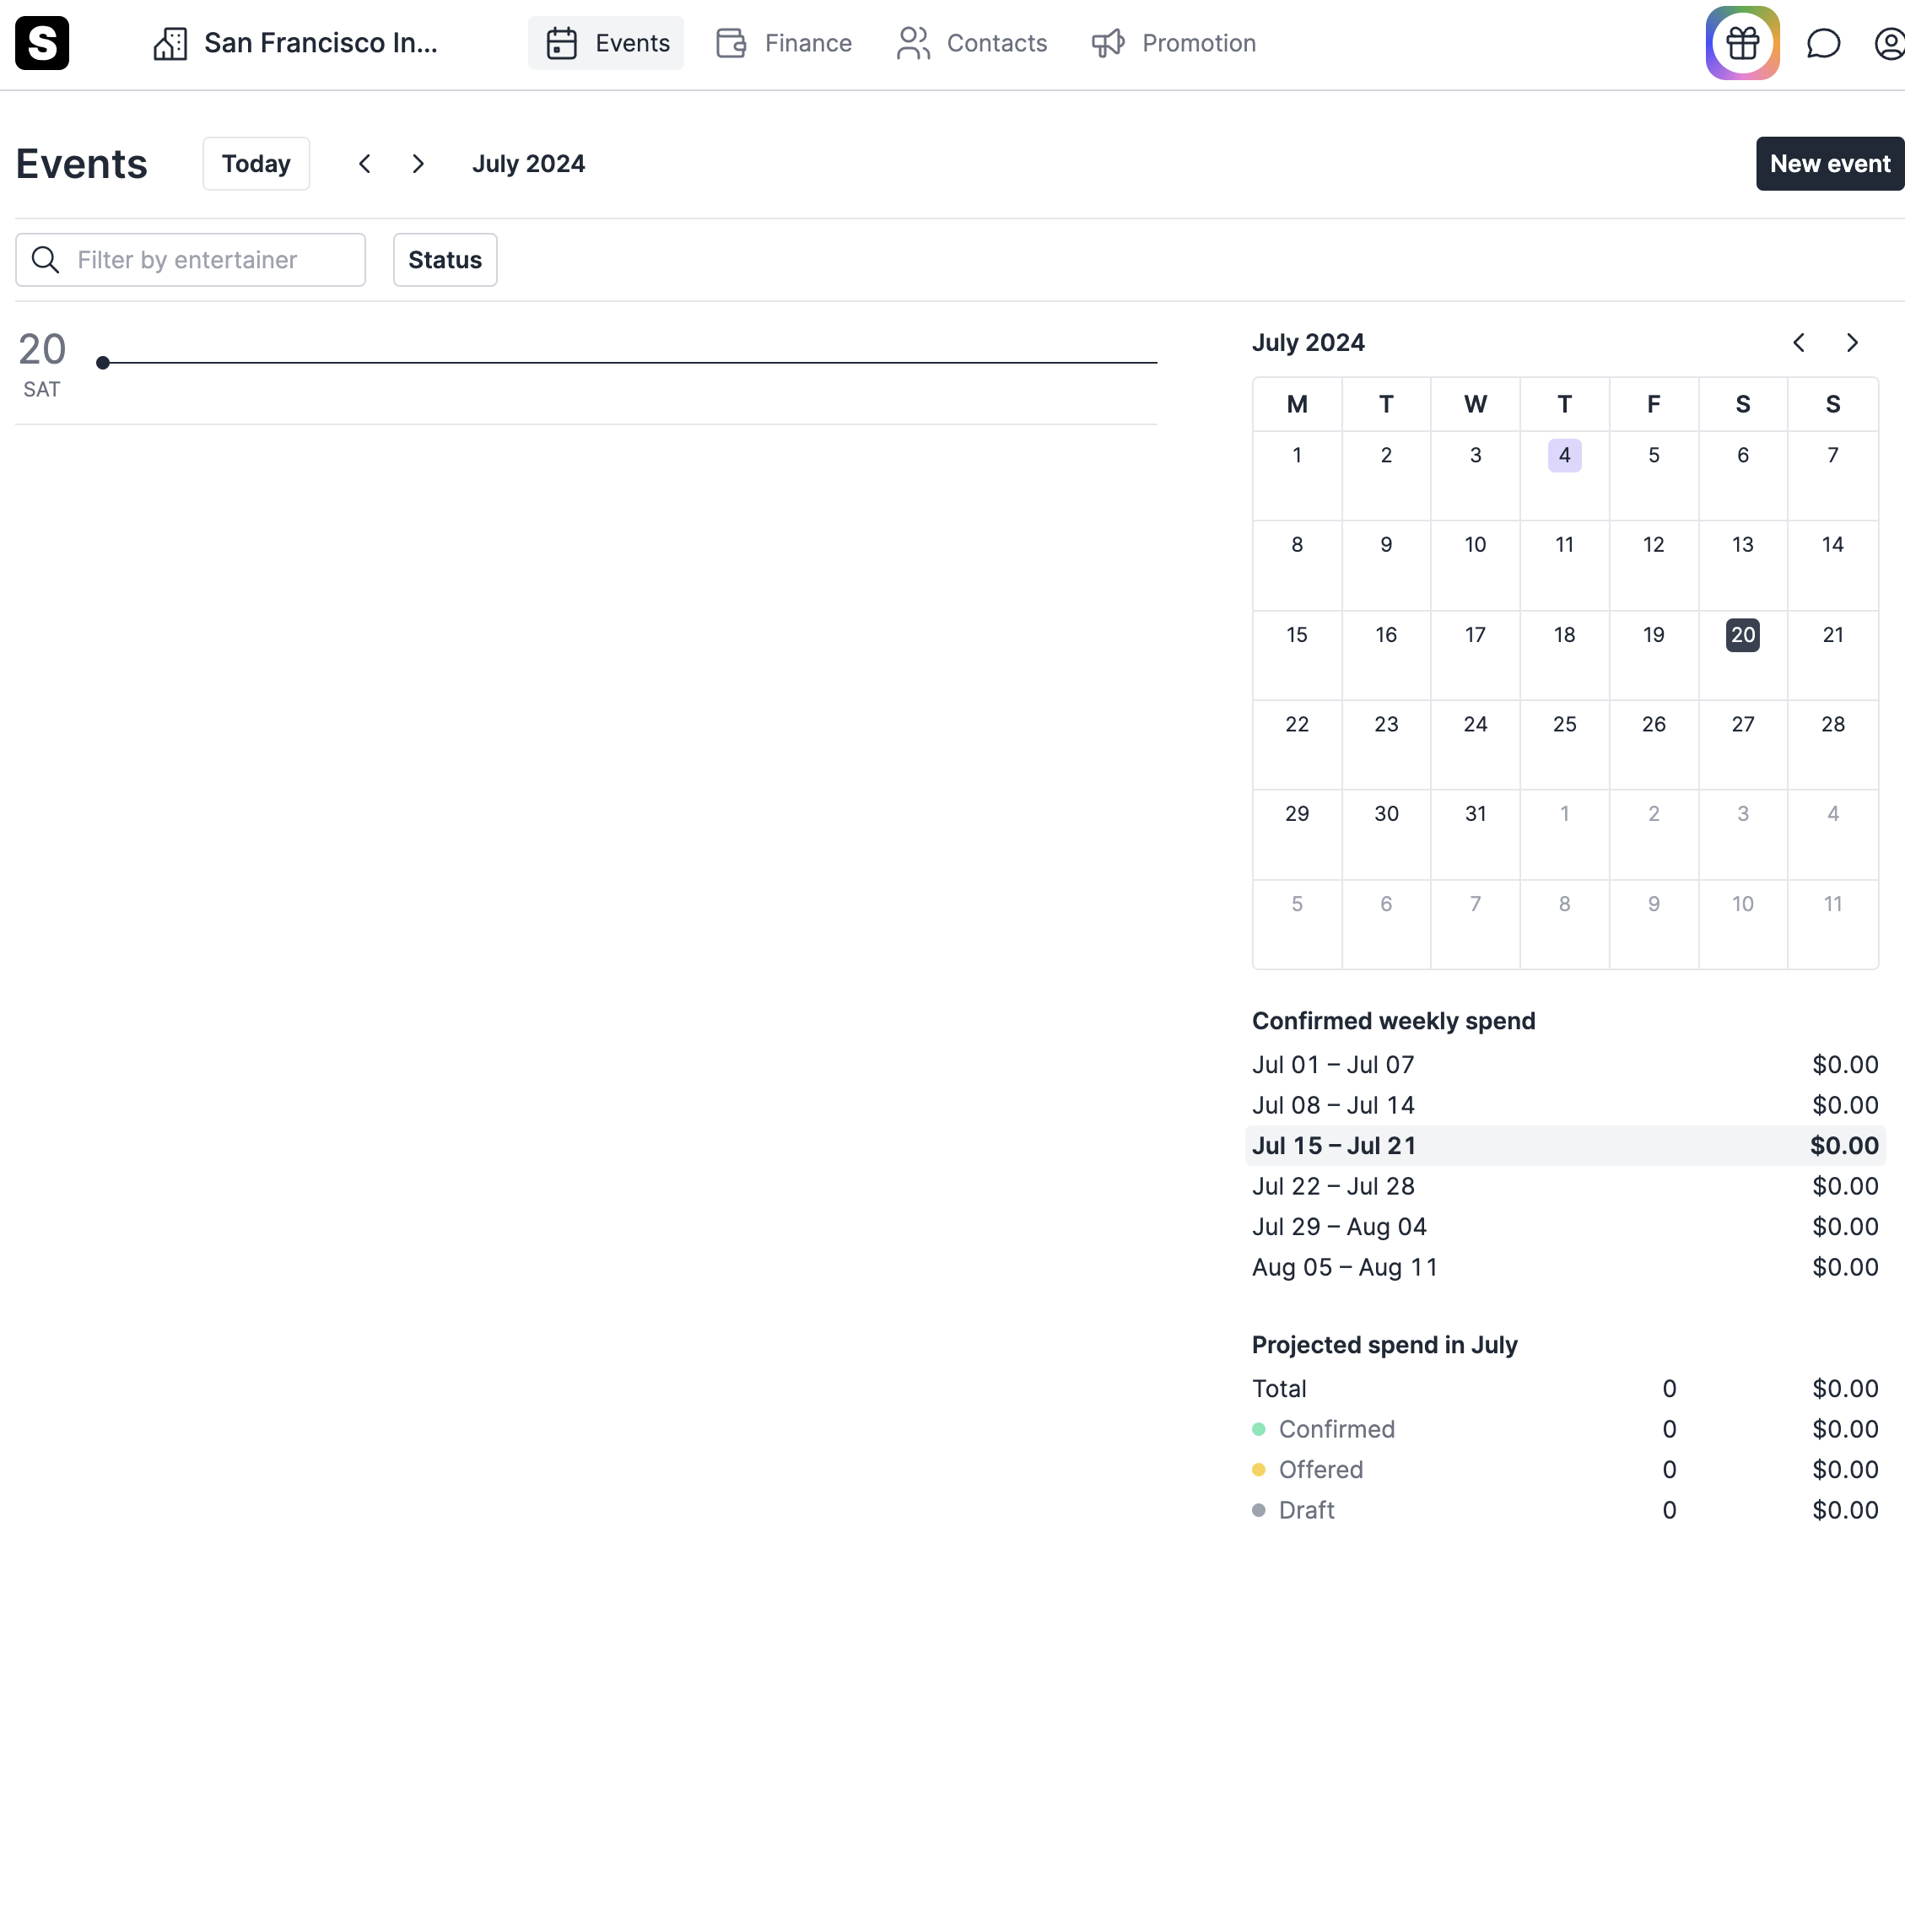 S
San Francisco In...
Events
Finance
Contacts
Promotion
Events
Today
July 2024
New event
Filter by entertainer
Status
20
SAT
July 2024
M T W T F S S
1 2 3 4 5 6 7
8 9 10 11 12 13 14
15 16 17 18 19 20 21
22 23 24 25 26 27 28
29 30 31 1 2 3 4
5 6 7 8 9 10 11
Confirmed weekly spend
Jul 01 – Jul 07 $0.00
Jul 08 – Jul 14 $0.00
Jul 15 – Jul 21 $0.00
Jul 22 – Jul 28 $0.00
Jul 29 – Aug 04 $0.00
Aug 05 – Aug 11 $0.00
Projected spend in July
Total 0 $0.00
Confirmed 0 $0.00
Offered 0 $0.00
Draft 0 $0.00